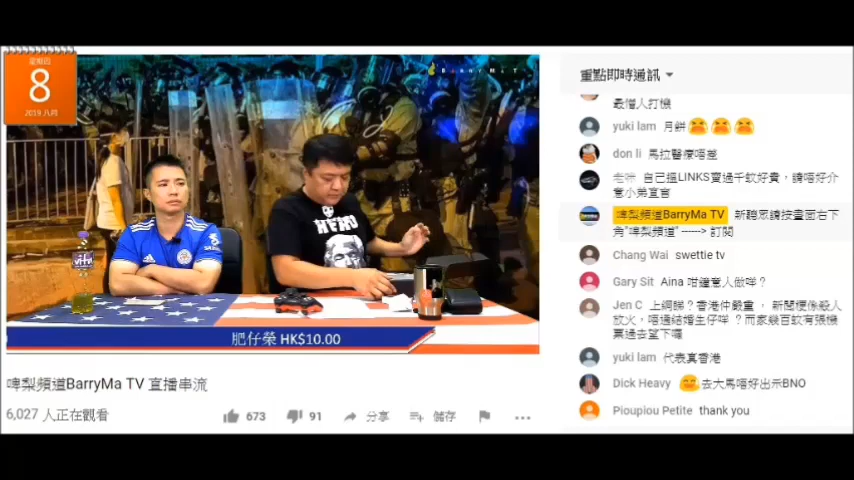 星期四
8
2019 八月
BarryMa TV
HERO
vita
肥仔榮 HK$10.00
啤梨頻道BarryMa TV 直播串流
6,027 人正在觀看
673
91
分享
儲存
重點即時通訊
最憎人打機
yuki lam 月餅
don li 馬拉醫療唔差
自己搵LINKS賣過千蚊好貴，請唔好介
意小弟直言
啤梨頻道BarryMa TV 新聽眾請按畫面右下
角"啤梨頻道" -----> 訂閱
Chang Wai swettie tv
Gary Sit Aina 咁鐘意人做咩？
Jen C 上網睇？香港仲嚴重， 新聞梗係殺人
放火，唔通結婚生仔咩 ？而家幾百蚊有張機
票過去望下囉
yuki lam 代表真香港
Dick Heavy 去大馬唔好出示BNO
Pioupiou Petite thank you